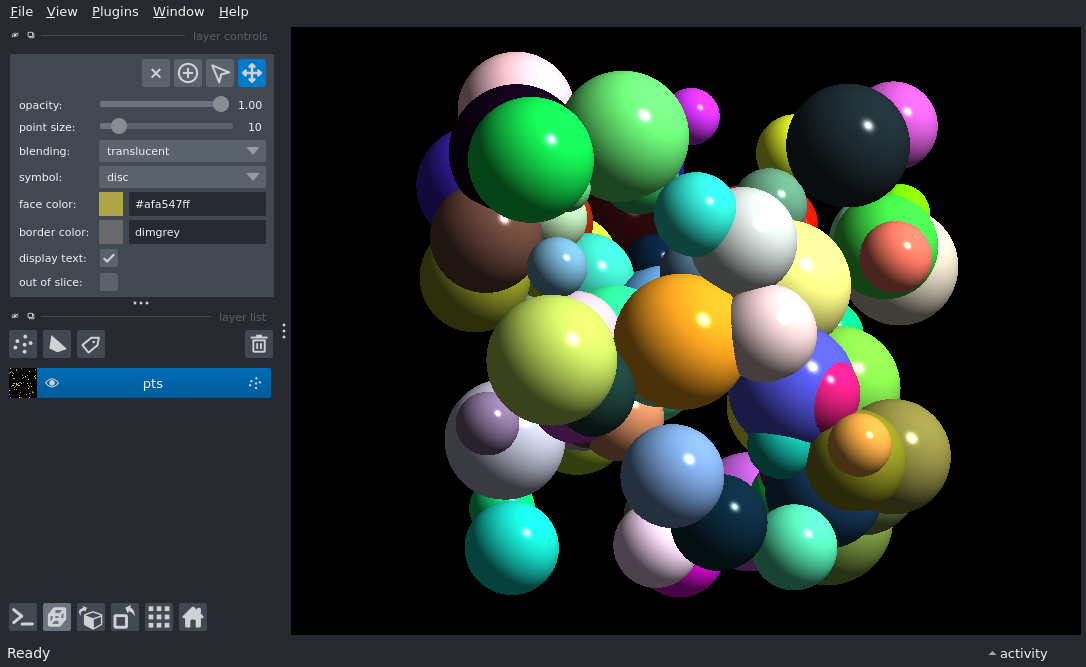 File View Plugins Window Help
layer controls
opacity: 1.00
point size: 10
blending: translucent
symbol: disc
face color: #afa547ff
border color: dimgrey
display text:
out of slice:
layer list
pts
Ready activity